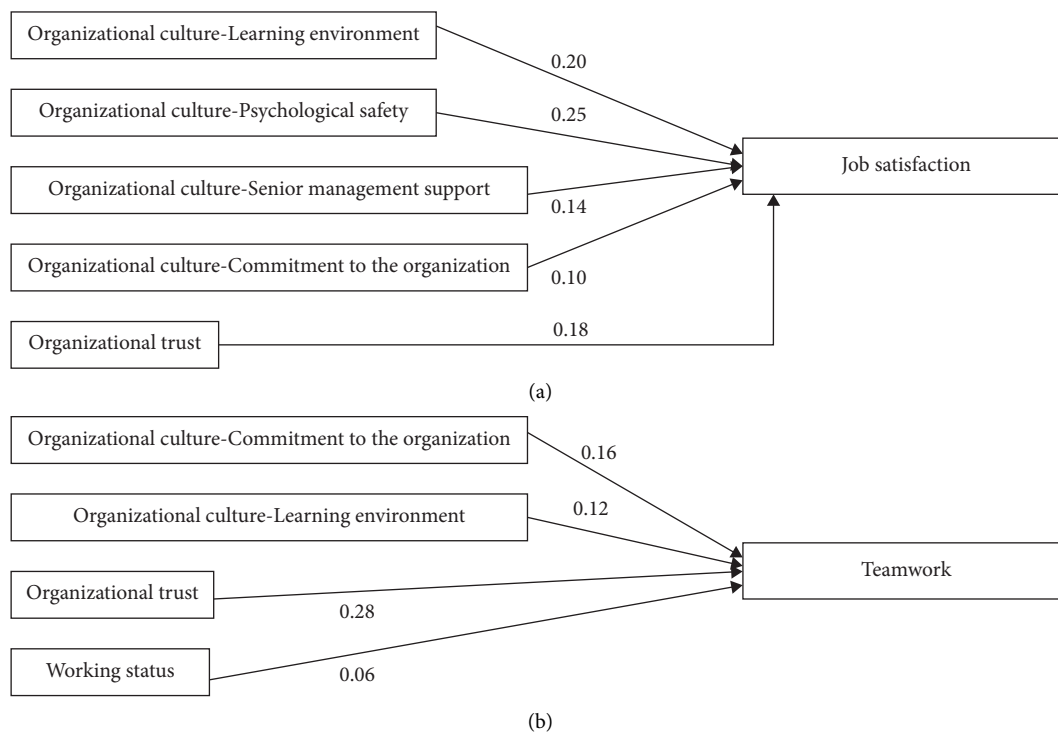 Organizational culture-Learning environment
0.20
Organizational culture-Psychological safety
0.25
Job satisfaction
Organizational culture-Senior management support
0.14
Organizational culture-Commitment to the organization
0.10
Organizational trust
0.18
(a)
Organizational culture-Commitment to the organization
0.16
Organizational culture-Learning environment
0.12
Teamwork
Organizational trust
0.28
Working status
0.06
(b)